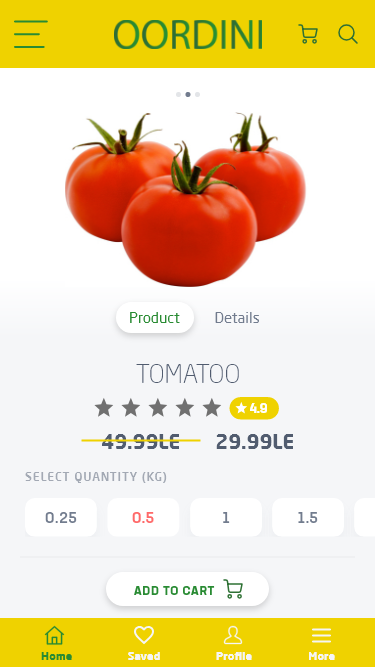 OORDINI
Product Details
TOMATOO
4.9
49.99LE 29.99LE
SELECT QUANTITY (KG)
0.25 0.5 1 1.5
ADD TO CART
Home Saved Profile More